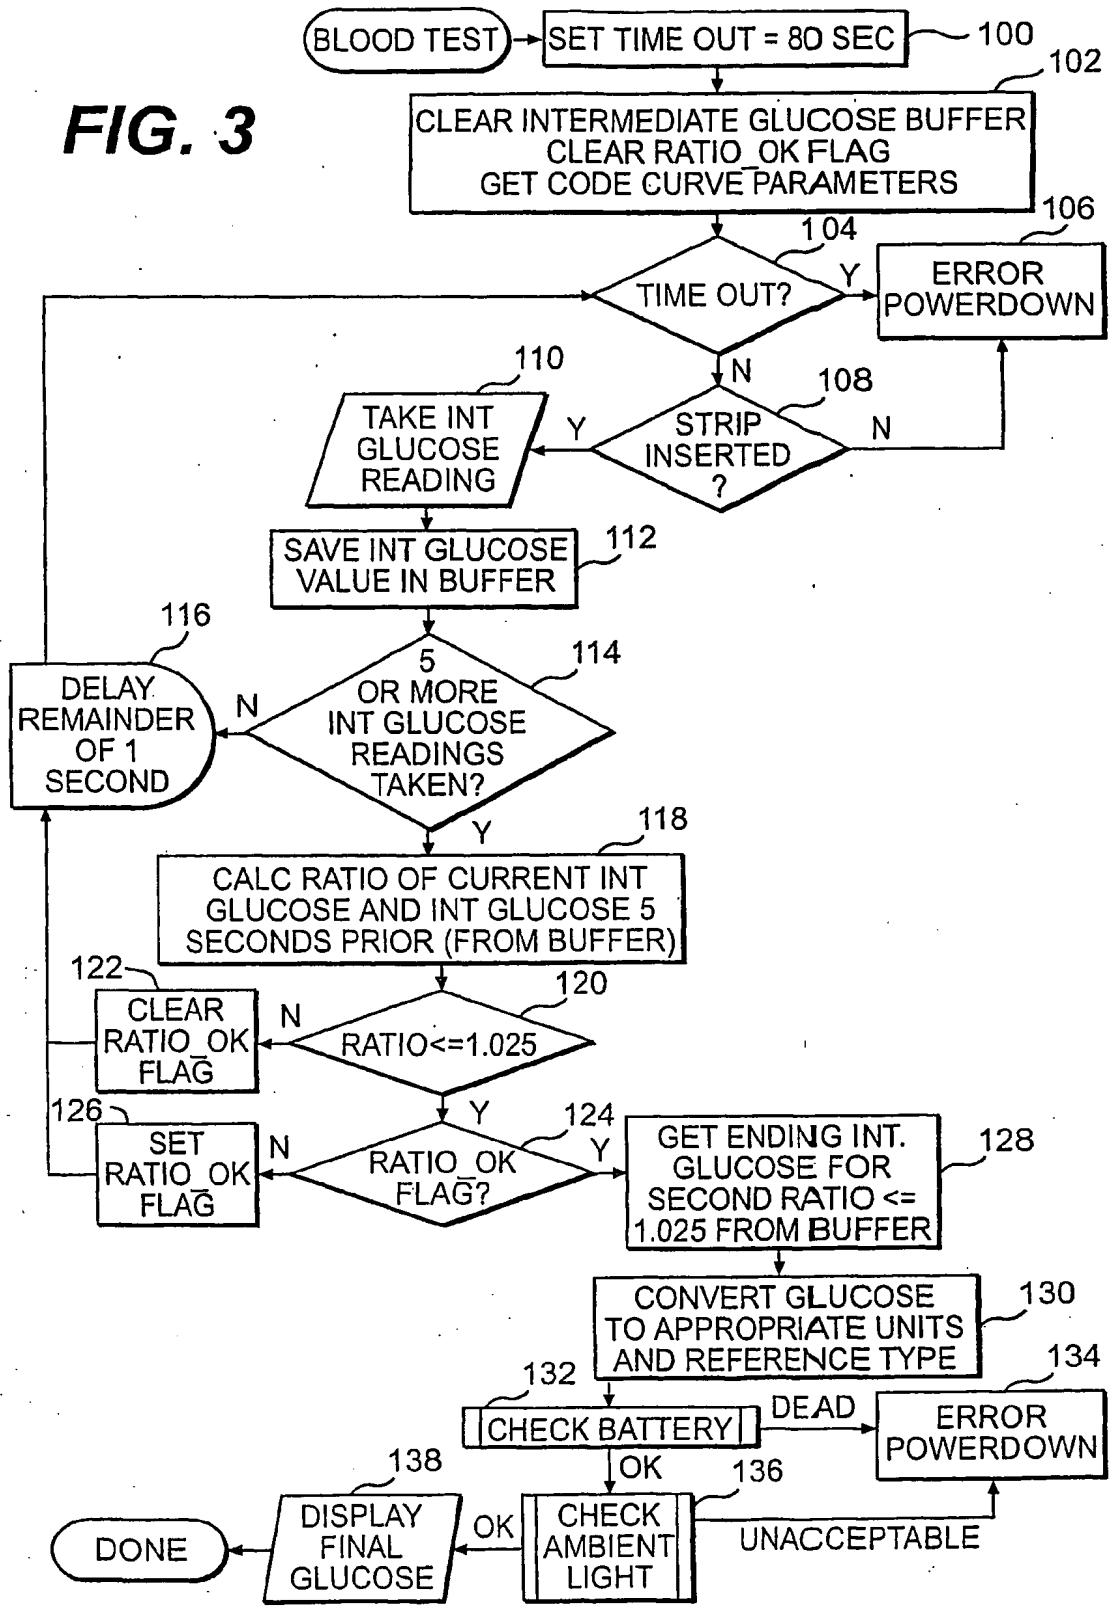 BLOOD TEST
SET TIME OUT = 80 SEC
100
102
FIG. 3
CLEAR INTERMEDIATE GLUCOSE BUFFER
CLEAR RATIO_OK FLAG
GET CODE CURVE PARAMETERS
104
106
TIME OUT?
Y
ERROR
POWERDOWN
N
108
110
TAKE INT
GLUCOSE
READING
Y
STRIP
INSERTED
?
N
SAVE INT GLUCOSE
VALUE IN BUFFER
112
116
DELAY
REMAINDER
OF 1
SECOND
N
5
OR MORE
INT GLUCOSE
READINGS
TAKEN?
114
Y
118
CALC RATIO OF CURRENT INT
GLUCOSE AND INT GLUCOSE 5
SECONDS PRIOR (FROM BUFFER)
122
CLEAR
RATIO_OK
FLAG
N
RATIO<=1.025
120
Y
126
SET
RATIO_OK
FLAG
N
RATIO_OK
FLAG?
124
Y
GET ENDING INT.
GLUCOSE FOR
SECOND RATIO <=
1.025 FROM BUFFER
128
CONVERT GLUCOSE
TO APPROPRIATE UNITS
AND REFERENCE TYPE
130
132
CHECK BATTERY
DEAD
134
ERROR
POWERDOWN
OK
136
CHECK
AMBIENT
LIGHT
UNACCEPTABLE
OK
138
DISPLAY
FINAL
GLUCOSE
DONE